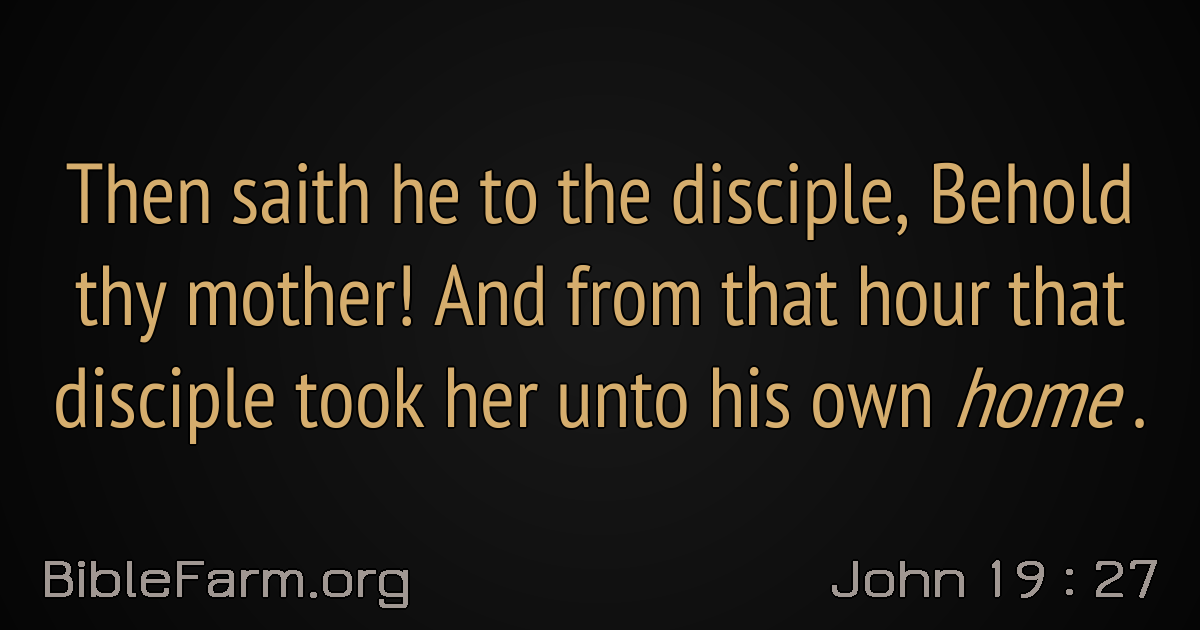 Then saith he to the disciple, Behold
thy mother! And from that hour that
disciple took her unto his own home .
BibleFarm.org
John 19 : 27